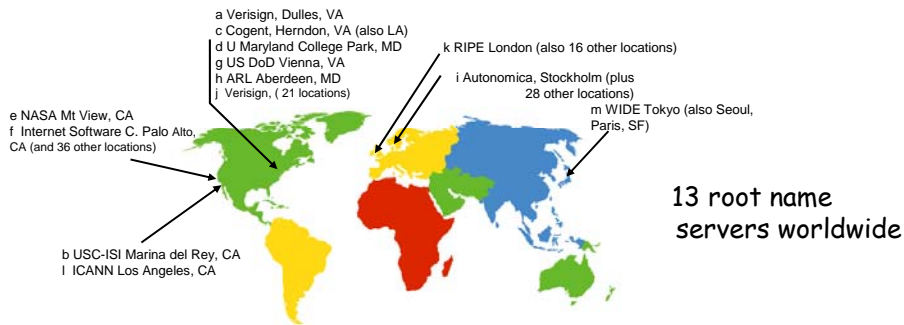 a Verisign, Dulles, VA
c Cogent, Herndon, VA (also LA)
d U Maryland College Park, MD
g US DoD Vienna, VA
h ARL Aberdeen, MD
j Verisign, ( 21 locations)
k RIPE London (also 16 other locations)
i Autonomica, Stockholm (plus
28 other locations)
m WIDE Tokyo (also Seoul,
Paris, SF)
e NASA Mt View, CA
f Internet Software C. Palo Alto,
CA (and 36 other locations)
13 root name
servers worldwide
b USC-ISI Marina del Rey, CA
l ICANN Los Angeles, CA